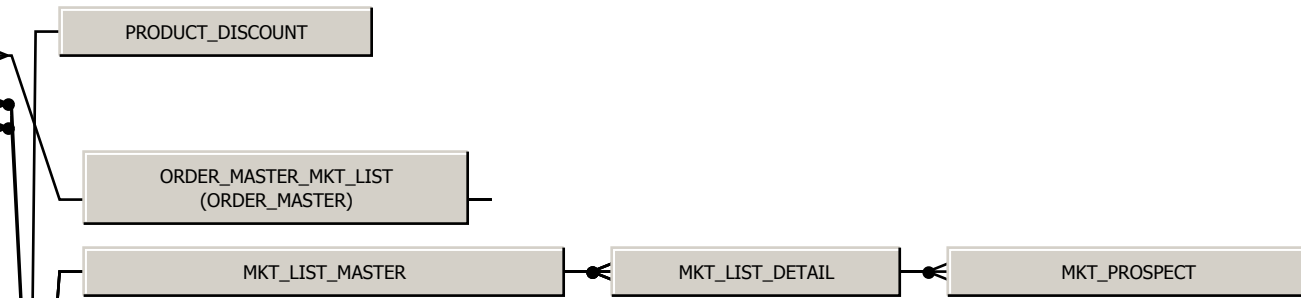 PRODUCT_DISCOUNT
ORDER_MASTER_MKT_LIST
(ORDER_MASTER)
MKT_LIST_MASTER
MKT_LIST_DETAIL
MKT_PROSPECT